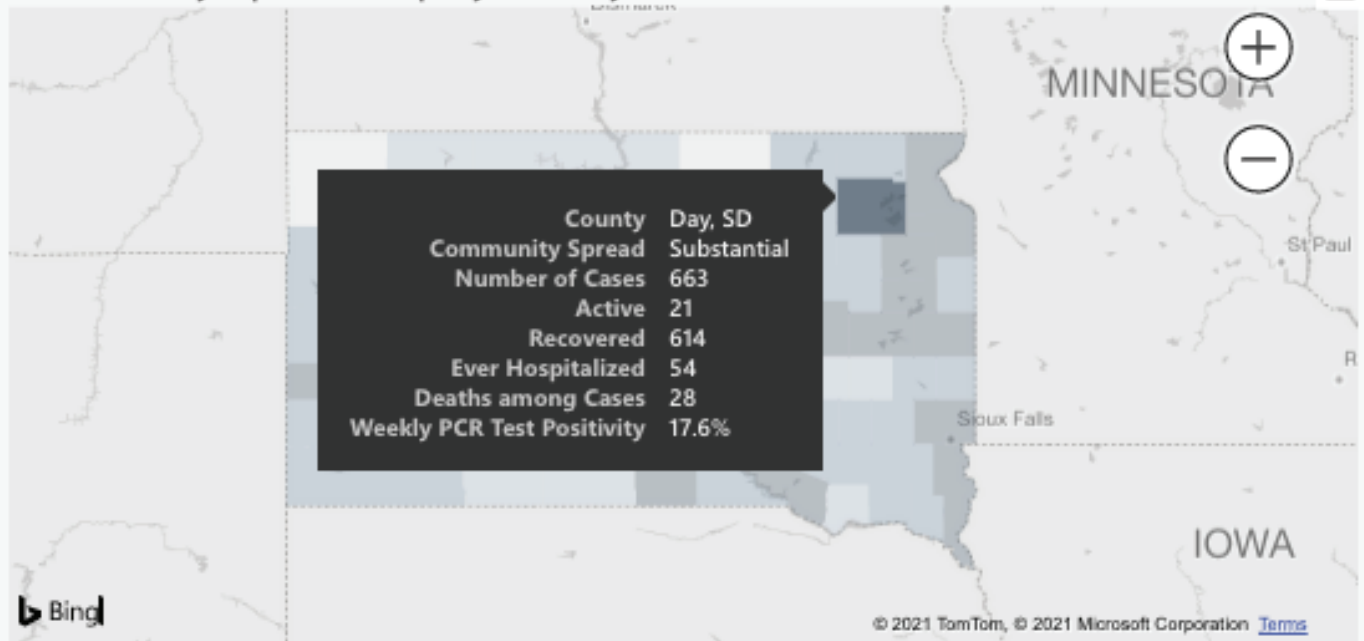 Bismarck
MINNESOTA
County Day, SD
Community Spread Substantial
Number of Cases 663
Active 21
Recovered 614
Ever Hospitalized 54
Deaths among Cases 28
Weekly PCR Test Positivity 17.6%
St Paul
R
Sioux Falls
IOWA
Bing
© 2021 TomTom, © 2021 Microsoft Corporation Terms